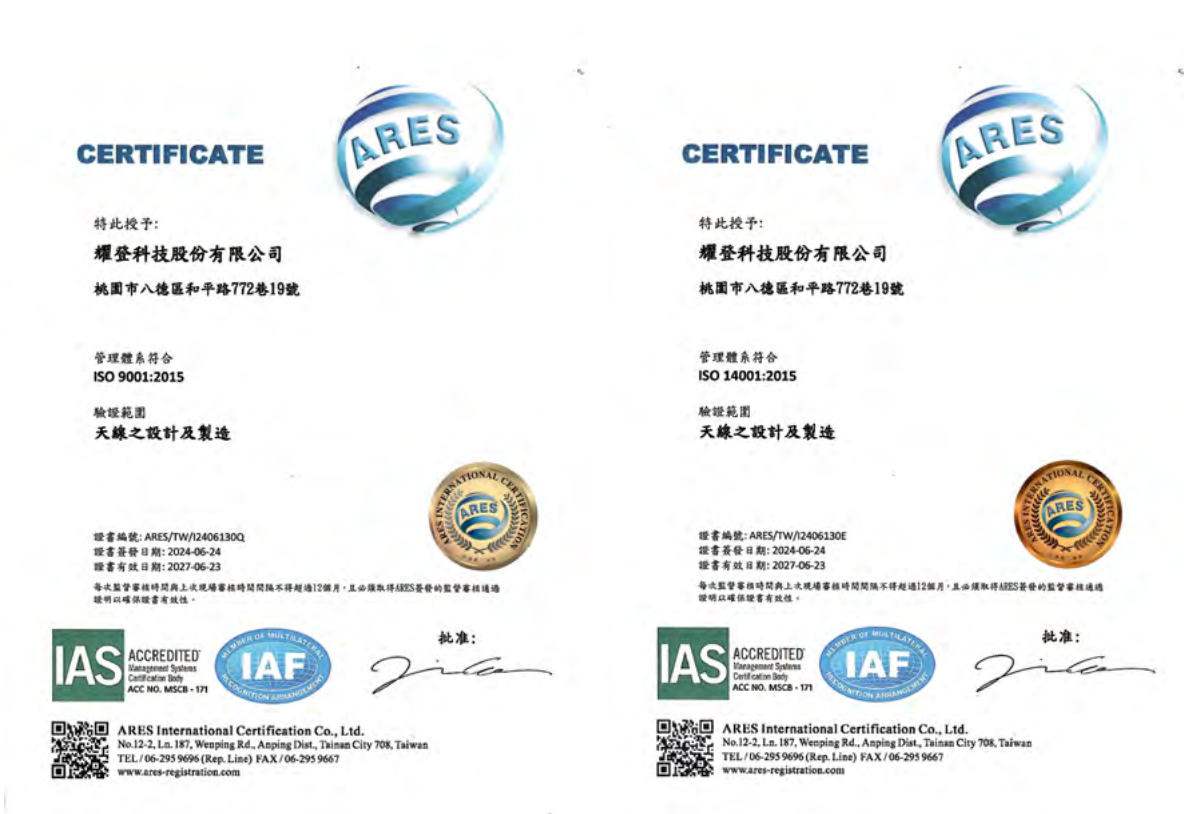 CERTIFICATE
ARES
特此授予:
耀登科技股份有限公司
桃園市八德區和平路772巷19號
管理體系符合
ISO 9001:2015
驗證範圍
天線之設計及製造
ARES INTERNATIONAL CERTIFICATION
ARES
證書編號: ARES/TW/I2406130Q
證書簽發日期: 2024-06-24
證書有效日期: 2027-06-23
每次監督審核時間與上次現場審核時間間隔不得超過12個月，且必須取得ARES簽發的監督審核通過
證明以確保證書有效性。
批准:
IAS
ACCREDITED
Management Systems
Certification Body
ACC NO. MSCB - 171
MEMBER OF MULTILATERAL
IAF
RECOGNITION ARRANGEMENT
ARES International Certification Co., Ltd.
No.12-2, Ln. 187, Wenping Rd., Anping Dist., Tainan City 708, Taiwan
TEL / 06-295 9696 (Rep. Line) FAX / 06-295 9667
www.ares-registration.com
CERTIFICATE
ARES
特此授予:
耀登科技股份有限公司
桃園市八德區和平路772巷19號
管理體系符合
ISO 14001:2015
驗證範圍
天線之設計及製造
ARES INTERNATIONAL CERTIFICATION
ARES
證書編號: ARES/TW/I2406130E
證書簽發日期: 2024-06-24
證書有效日期: 2027-06-23
每次監督審核時間與上次現場審核時間間隔不得超過12個月，且必須取得ARES簽發的監督審核通過
證明以確保證書有效性。
批准:
IAS
ACCREDITED
Management Systems
Certification Body
ACC NO. MSCB - 171
MEMBER OF MULTILATERAL
IAF
RECOGNITION ARRANGEMENT
ARES International Certification Co., Ltd.
No.12-2, Ln. 187, Wenping Rd., Anping Dist., Tainan City 708, Taiwan
TEL / 06-295 9696 (Rep. Line) FAX / 06-295 9667
www.ares-registration.com